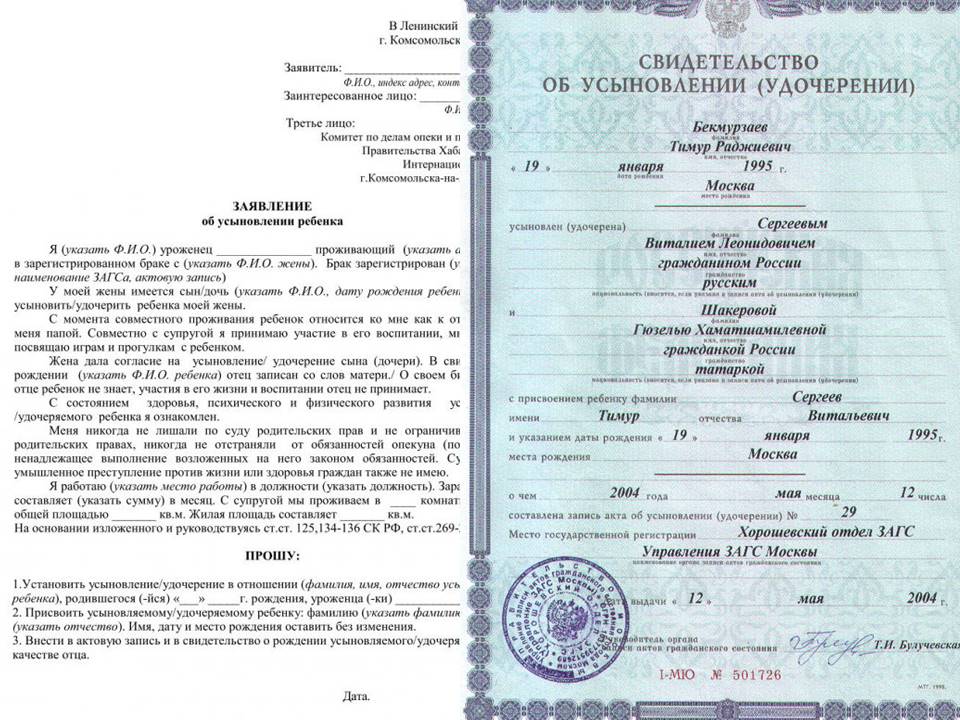 В Ленинский
г. Комсомольск
Заявитель:
Ф.И.О., индекс адрес, конт
Заинтересованное лицо:
Ф.И
Третье лицо:
Комитет по делам опеки и п
Правительства Хаба
Интернацио
г.Комсомольска-на-
ЗАЯВЛЕНИЕ
об усыновлении ребенка
Я (указать Ф.И.О.) уроженец ________________ проживающий (указать а
в зарегистрированном браке с (указать Ф.И.О. жены). Брак зарегистрирован (у
наименование ЗАГСа, актовую запись)
У моей жены имеется сын/дочь (указать Ф.И.О., дату рождения ребен
усыновить/удочерить ребенка моей жены.
С момента совместного проживания ребенок относится ко мне как к от
меня папой. Совместно с супругой я принимаю участие в его воспитании, мн
посвящаю играм и прогулкам с ребенком.
Жена дала согласие на усыновление/ удочерение сына (дочери). В сви
рождении (указать Ф.И.О. ребенка) отец записан со слов матери./ О своем би
отце ребенок не знает, участия в его жизни и воспитании отец не принимает.
С состоянием здоровья, психического и физического развития ус
/удочеряемого ребенка я ознакомлен.
Меня никогда не лишали по суду родительских прав и не ограничив
родительских правах, никогда не отстраняли от обязанностей опекуна (по
ненадлежащее выполнение возложенных на него законом обязанностей. Су
умышленное преступление против жизни или здоровья граждан также не имею.
Я работаю (указать место работы) в должности (указать должность). Зара
составляет (указать сумму) в месяц. С супругой мы проживаем в _____ комнат
общей площадью _______ кв.м. Жилая площадь составляет _______ кв.м.
На основании изложенного и руководствуясь ст.ст. 125,134-136 СК РФ, ст.ст.269-
ПРОШУ:
1.Установить усыновление/удочерение в отношении (фамилия, имя, отчество усы
ребенка), родившегося (-йся) «___»_____г. рождения, уроженца (-ки)
2. Присвоить усыновляемому/удочеряемому ребенку: фамилию (указать фамилию
(указать отчество). Имя, дату и место рождения оставить без изменения.
3. Внести в актовую запись и в свидетельство о рождении усыновляемого/удочеря
качестве отца.
Дата.
СВИДЕТЕЛЬСТВО
ОБ УСЫНОВЛЕНИИ (УДОЧЕРЕНИИ)
Бекмурзаев
фамилия
Тимур Раджиевич
имя, отчество
« 19 » января 1995 г.
дата рождения
Москва
место рождения
усыновлен (удочерена) Сергеевым
фамилия
Виталием Леонидовичем
имя, отчество
гражданином России
гражданство
русским
национальность (вносится, если указано в записи акта об усыновлении (удочерении)
и Шакеровой
фамилия
Гюзелью Хаматшамилевной
имя, отчество
гражданкой России
гражданство
татаркой
национальность (вносится, если указано в записи акта об усыновлении (удочерении)
с присвоением ребенку фамилии Сергеев
имени Тимур отчества Витальевич
и указанием даты рождения « 19 » января 1995г.
места рождения Москва
о чем 2004 года мая месяца 12 числа
составлена запись акта об усыновлении (удочерении) № 29
Место государственной регистрации Хорошевский отдел ЗАГС
Управления ЗАГС Москвы
наименование органа записи актов гражданского состояния
Дата выдачи « 12 » мая 2004 г.
Руководитель органа
записи актов гражданского состояния Т.И. Булучевская
I-МЮ № 501726
МТГ. 1998.